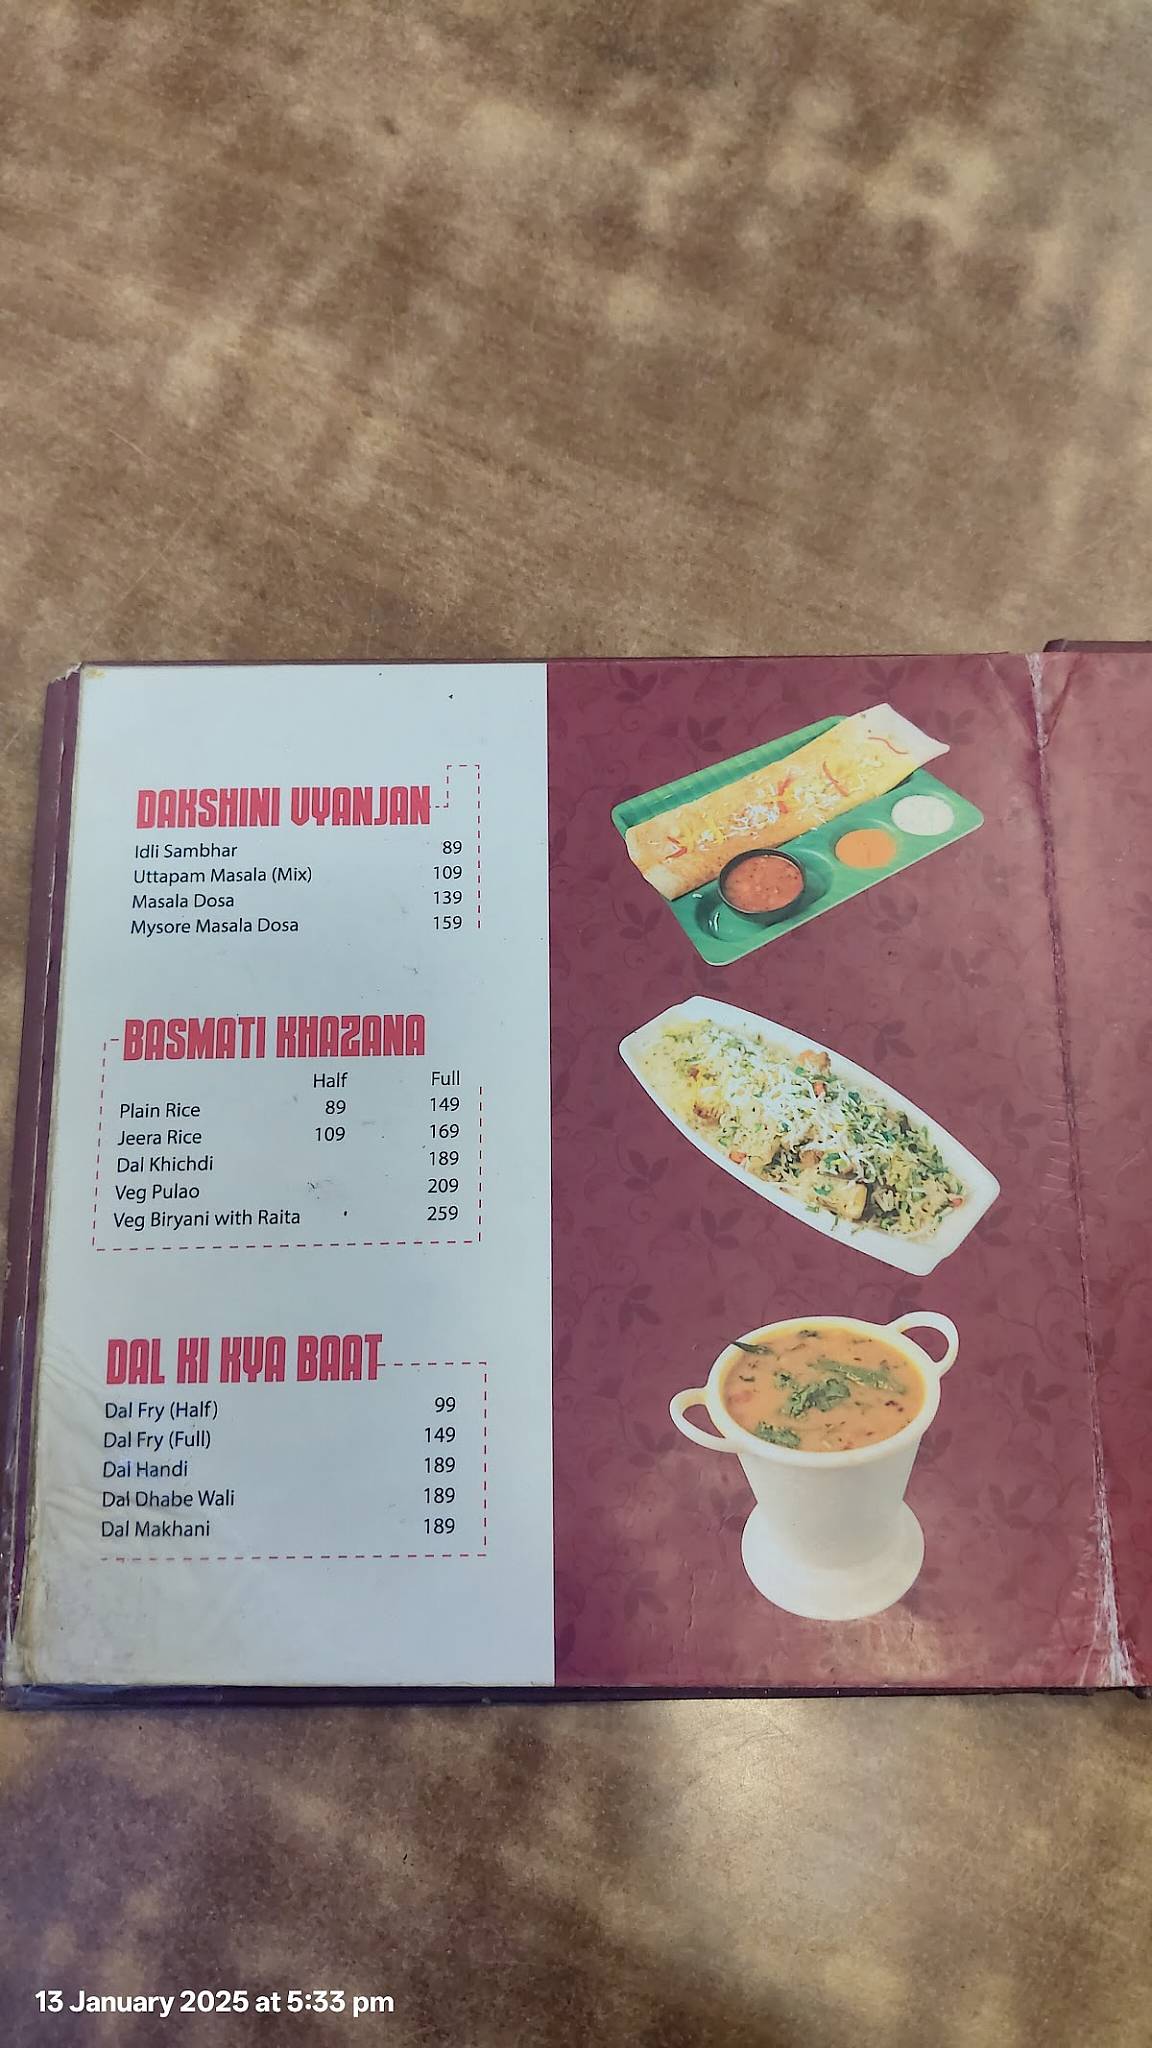 DAKSHINI VYANJAN
Idli Sambhar 89
Uttapam Masala (Mix) 109
Masala Dosa 139
Mysore Masala Dosa 159
BASMATI KHAZANA
Half Full
Plain Rice 89 149
Jeera Rice 109 169
Dal Khichdi 189
Veg Pulao 209
Veg Biryani with Raita 259
DAL KI KYA BAAT
Dal Fry (Half) 99
Dal Fry (Full) 149
Dal Handi 189
Dal Dhabe Wali 189
Dal Makhani 189
13 January 2025 at 5:33 pm